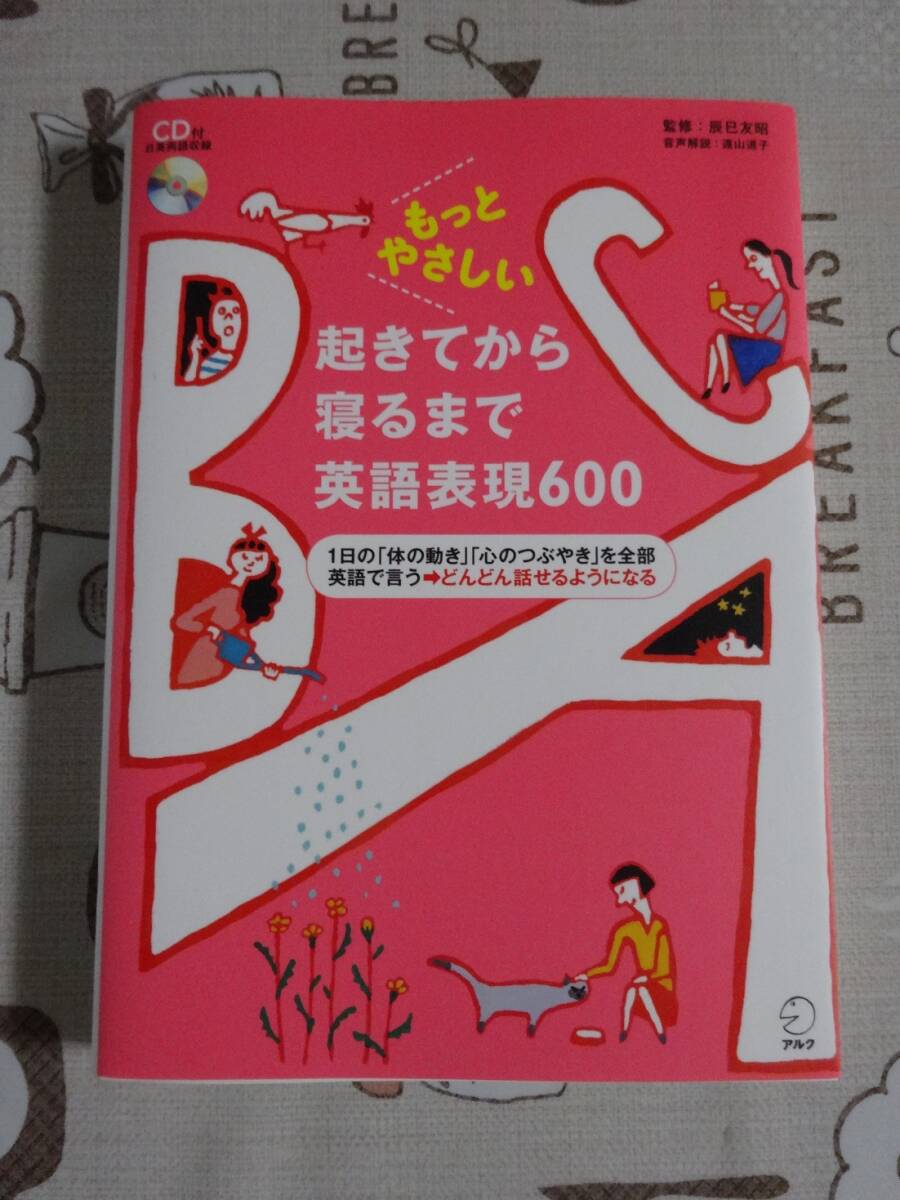 CD付
日英両語収録
監修：辰巳友昭
音声解説：遠山道子
もっと
やさしい
起きてから
寝るまで
英語表現600
1日の「体の動き」「心のつぶやき」を全部
英語で言う➡どんどん話せるようになる
B
C
A
アルク
BRE
BREAKFAST